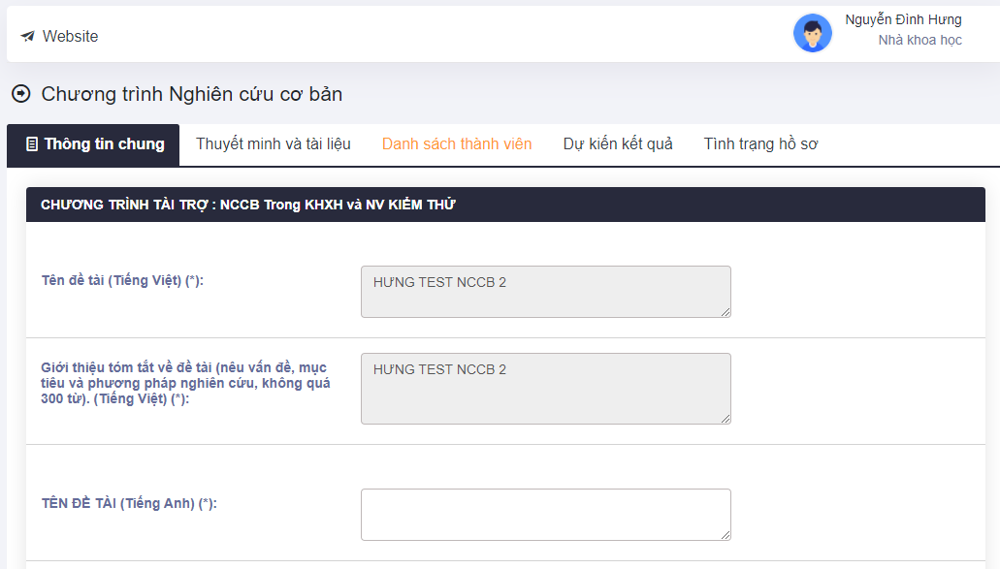 Website
Nguyễn Đình Hưng
Nhà khoa học
Chương trình Nghiên cứu cơ bản
Thông tin chung
Thuyết minh và tài liệu
Danh sách thành viên
Dự kiến kết quả
Tình trạng hồ sơ
CHƯƠNG TRÌNH TÀI TRỢ : NCCB Trong KHXH và NV KIỂM THỬ
Tên đề tài (Tiếng Việt) (*):
HƯNG TEST NCCB 2
Giới thiệu tóm tắt về đề tài (nêu vấn đề, mục
tiêu và phương pháp nghiên cứu, không quá
300 từ). (Tiếng Việt) (*):
HƯNG TEST NCCB 2
TÊN ĐỀ TÀI (Tiếng Anh) (*):